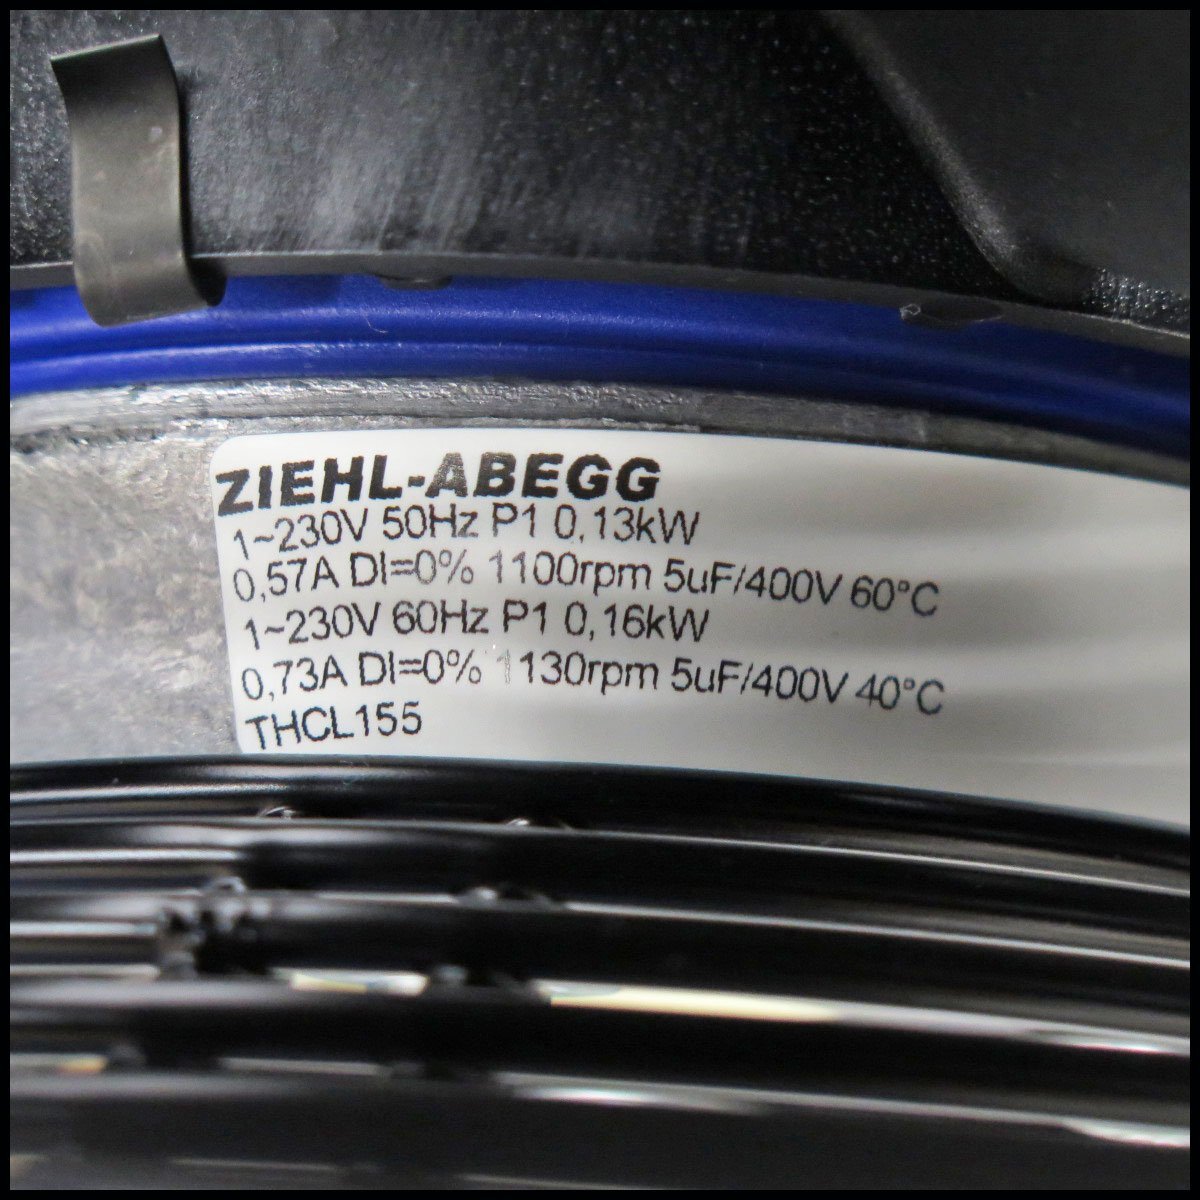 ZIEHL-ABEGG
1~230V 50Hz P1 0,13kW
0,57A DI=0% 1100rpm 5uF/400V 60°C
1~230V 60Hz P1 0,16kW
0,73A DI=0% 1130rpm 5uF/400V 40°C
THCL155